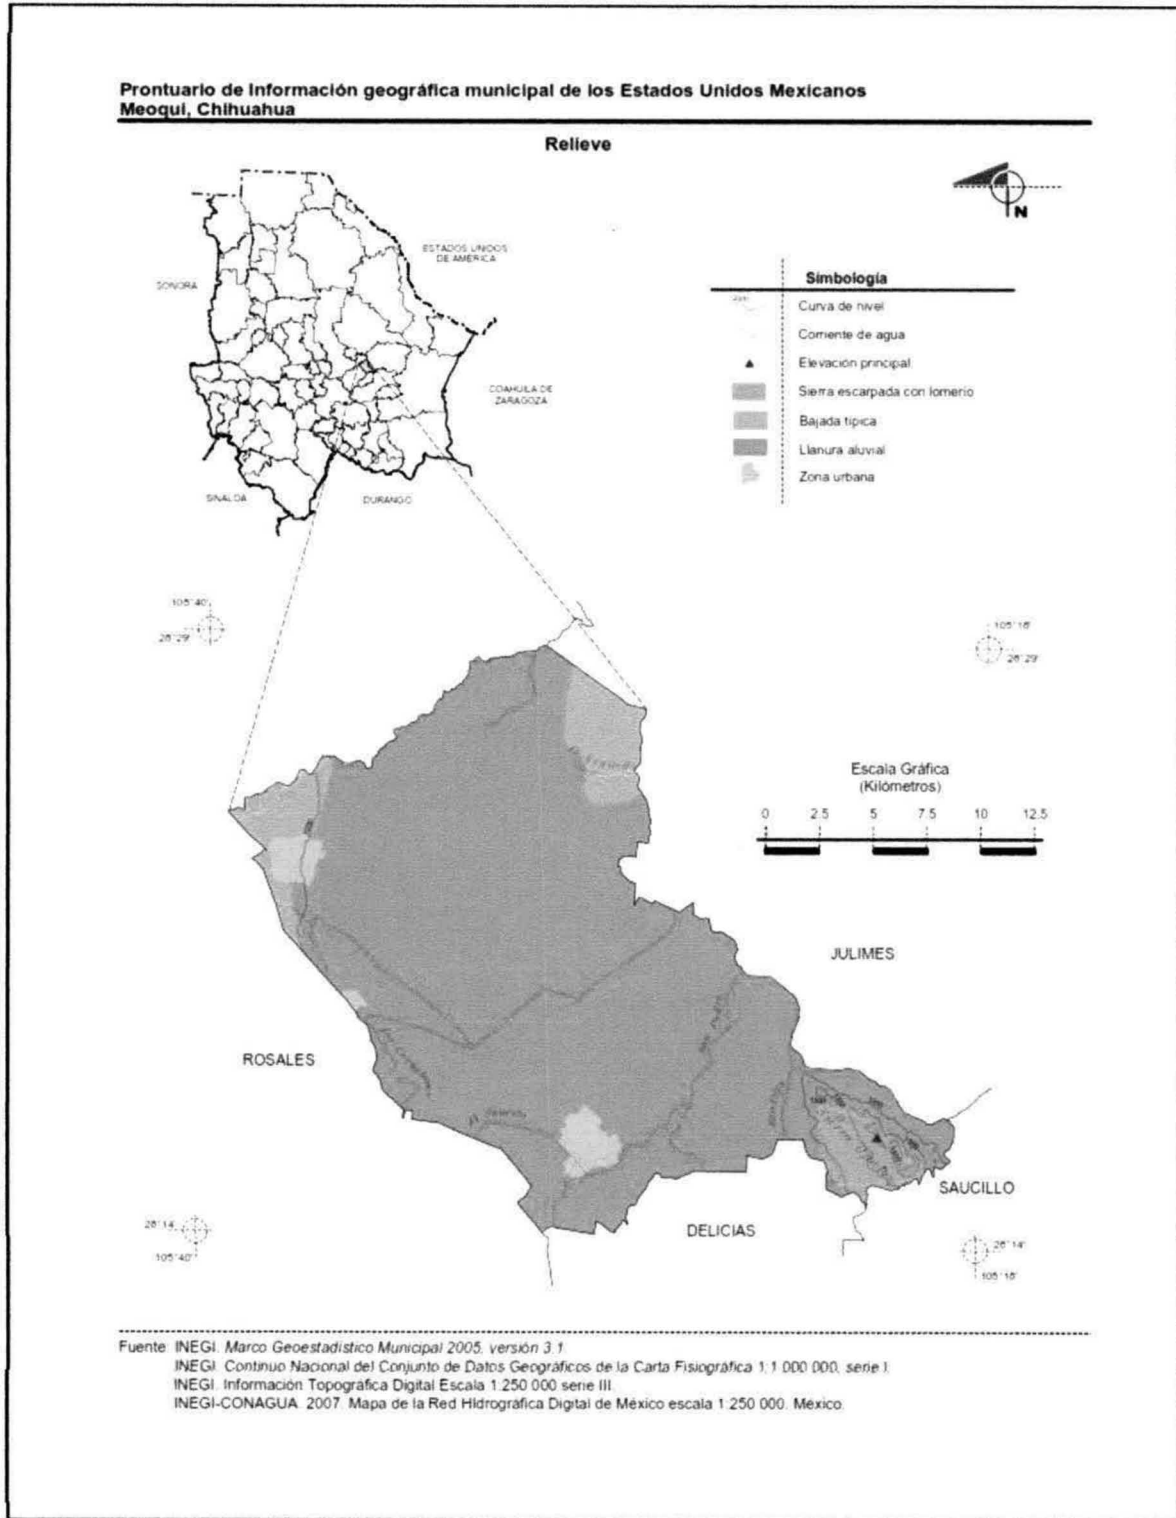 Prontuario de Información geográfica municipal de los Estados Unidos Mexicanos
Meoqui, Chihuahua
Relieve
N
ESTADOS UNIDOS
DE AMÉRICA
SONORA
COAHUILA DE
ZARAGOZA
SINALOA
DURANGO
Simbología
Curva de nivel
Corriente de agua
Elevación principal
Sierra escarpada con lomerío
Bajada típica
Llanura aluvial
Zona urbana
105°40'
28°29'
105°18'
28°29'
Escala Gráfica
(Kilómetros)
0 2.5 5 7.5 10 12.5
JULIMES
ROSALES
SAUCILLO
DELICIAS
28°14'
105°40'
28°14'
105°18'
Fuente: INEGI. Marco Geoestadístico Municipal 2005, versión 3.1
INEGI. Continuo Nacional del Conjunto de Datos Geográficos de la Carta Fisiográfica 1:1 000 000, serie I.
INEGI. Información Topográfica Digital Escala 1:250 000 serie III
INEGI-CONAGUA. 2007. Mapa de la Red Hidrográfica Digital de México escala 1:250 000. México.